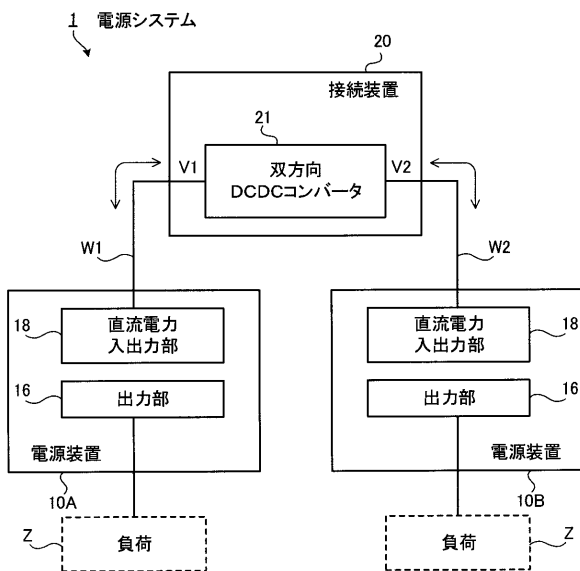 1 電源システム
20
接続装置
21
V1
双方向
DCDCコンバータ
V2
W1
W2
18
直流電力
入出力部
直流電力
入出力部
18
16
出力部
出力部
16
電源装置
電源装置
10A
10B
Z
負荷
負荷
Z